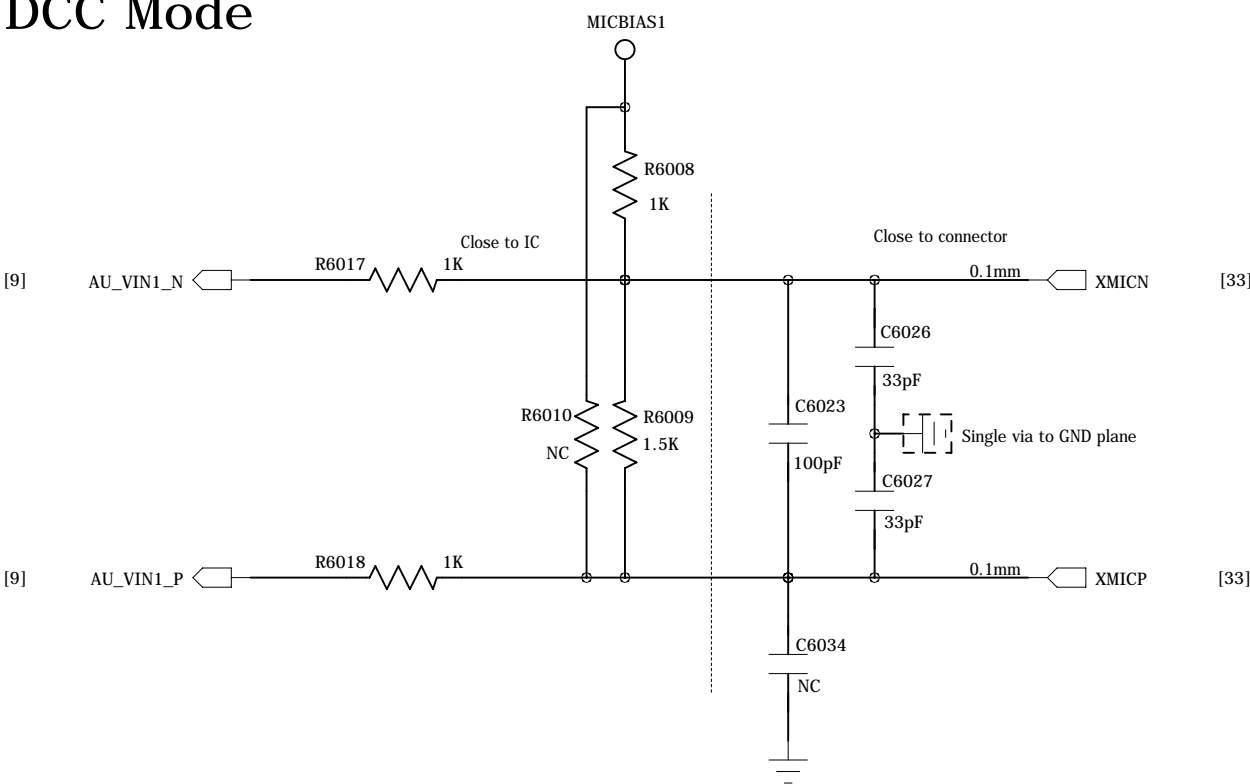 DCC Mode
MICBIAS1
R6008
1K
Close to IC
Close to connector
R6017
1K
0.1mm
[9]
AU_VIN1_N
XMICN
[33]
C6026
33pF
C6023
R6010
R6009
NC
1.5K
Single via to GND plane
100pF
C6027
33pF
R6018
1K
0.1mm
[9]
AU_VIN1_P
XMICP
[33]
C6034
NC